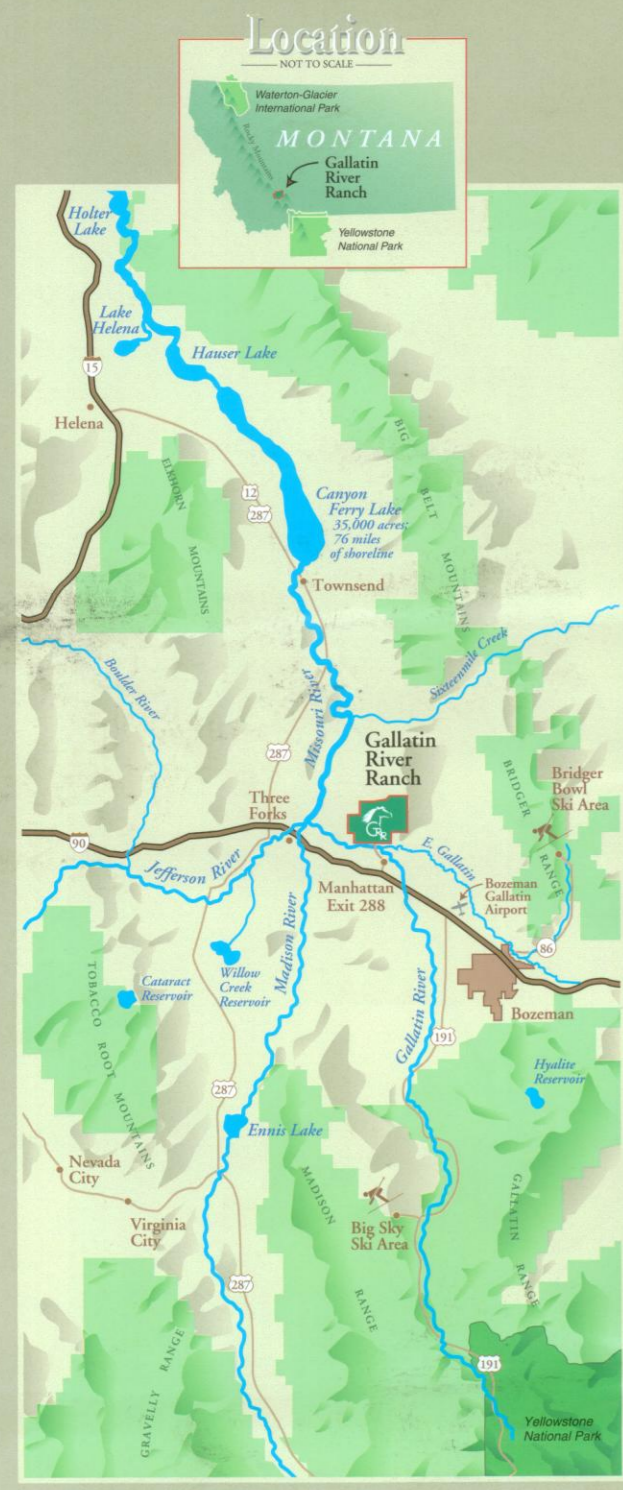 Location
NOT TO SCALE
Waterton-Glacier
International Park
Rocky Mountains
MONTANA
Gallatin
River
Ranch
Yellowstone
National Park
Holter
Lake
Lake
Helena
Hauser Lake
15
Helena
BIG
BELT
MOUNTAINS
ELKHORN
MOUNTAINS
12
287
Canyon
Ferry Lake
35,000 acres;
76 miles
of shoreline
Townsend
Sixteenmile Creek
Boulder River
Missouri River
287
Gallatin
River
Ranch
GRR
BRIDGER
RANGE
Bridger
Bowl
Ski Area
Three
Forks
90
Jefferson River
E. Gallatin
Manhattan
Exit 288
Bozeman
Gallatin
Airport
86
Madison River
Willow
Creek
Reservoir
Cataract
Reservoir
TOBACCO ROOT MOUNTAINS
Gallatin River
191
Bozeman
Hyalite
Reservoir
287
Ennis Lake
Nevada
City
Virginia
City
MADISON
RANGE
Big Sky
Ski Area
GALLATIN
RANGE
287
GRAVELLY RANGE
191
Yellowstone
National Park